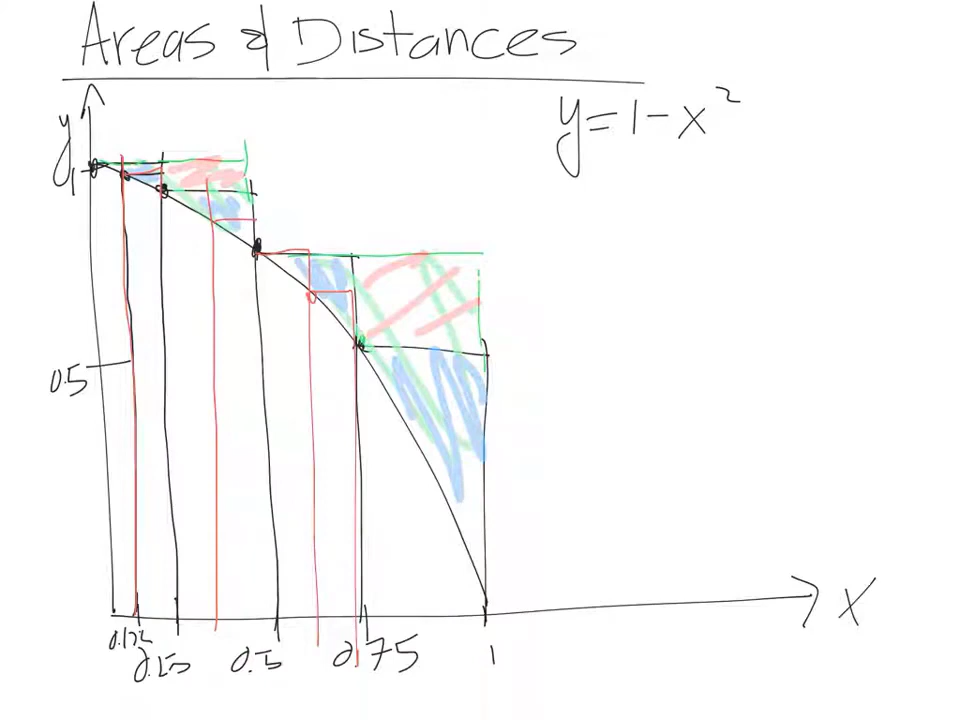 Areas & Distances
y
y=1-x²
1
0.5
x
0.25
0.5
0.75
1